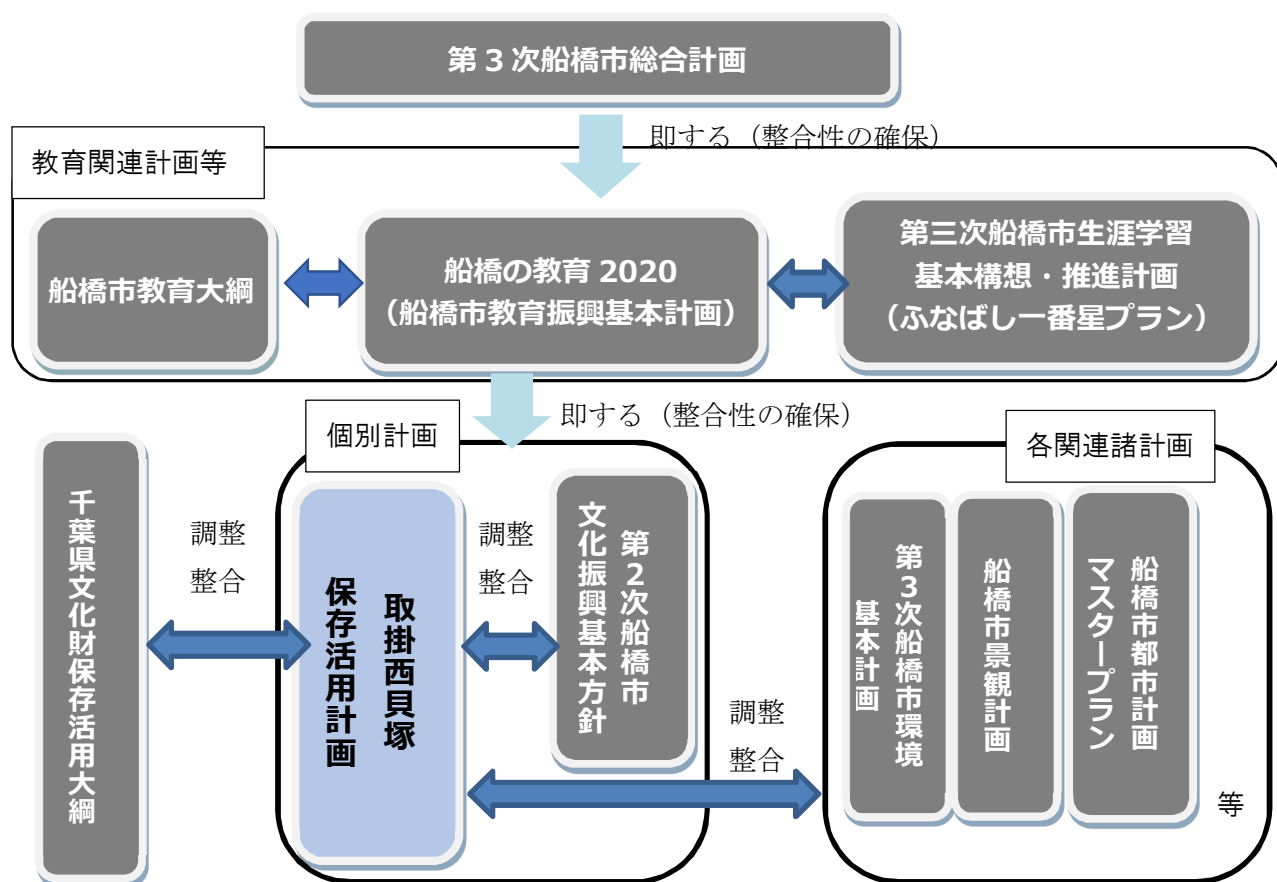 第3次船橋市総合計画
即する（整合性の確保）
教育関連計画等
船橋市教育大綱
船橋の教育 2020
（船橋市教育振興基本計画）
第三次船橋市生涯学習
基本構想・推進計画
（ふなばし一番星プラン）
即する（整合性の確保）
個別計画
各関連諸計画
千葉県文化財保存活用大綱
調整
整合
取掛西貝塚
保存活用計画
調整
整合
第2次船橋市
文化振興基本方針
調整
整合
第3次船橋市環境
基本計画
船橋市景観計画
船橋市都市計画
マスタープラン
等